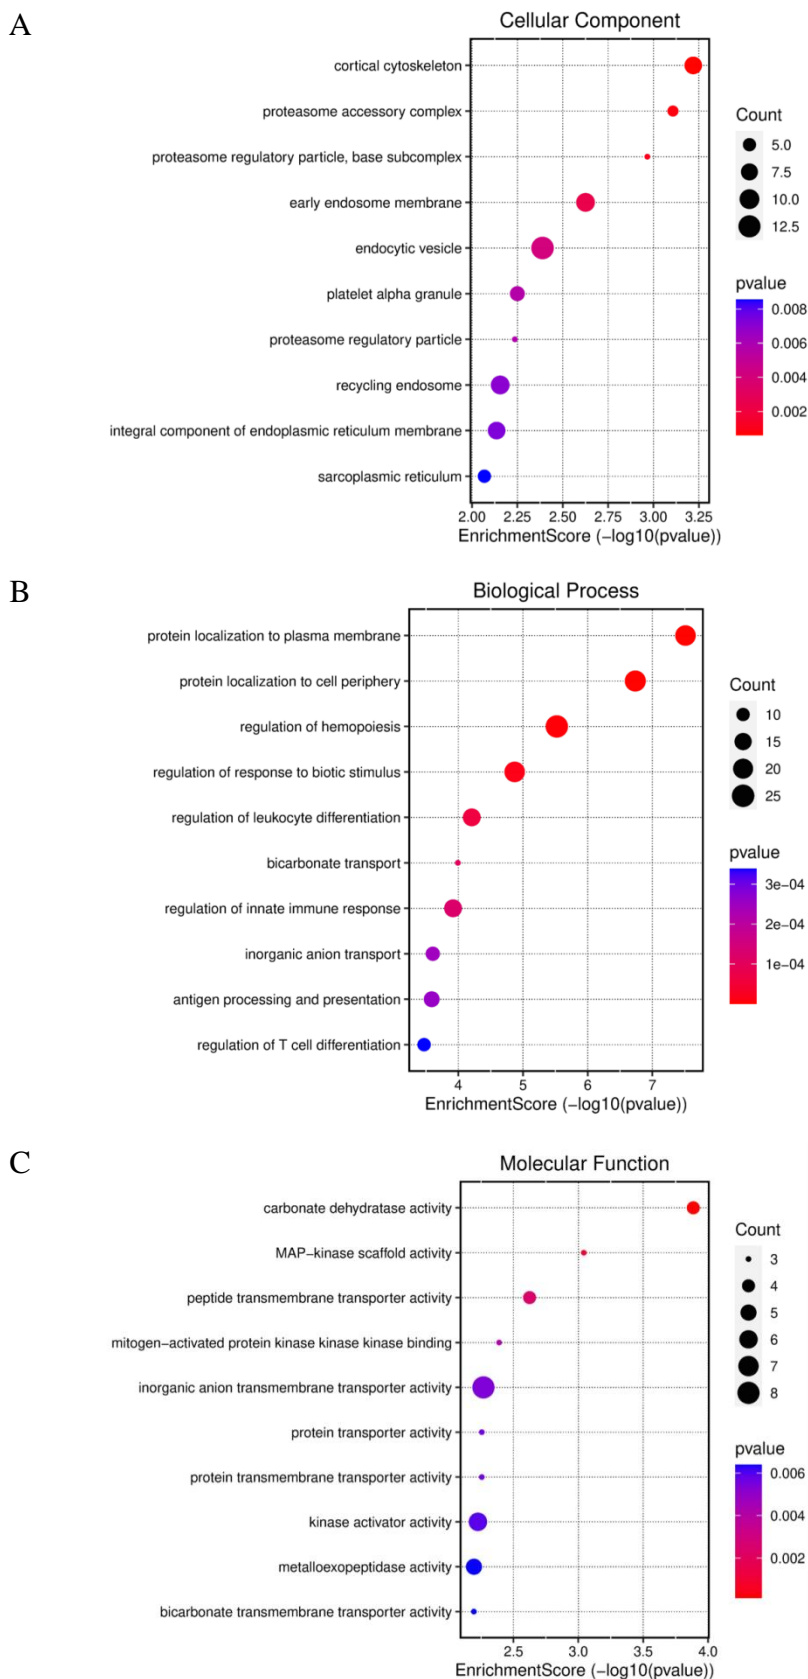 A
Cellular Component
cortical cytoskeleton
proteasome accessory complex
proteasome regulatory particle, base subcomplex
early endosome membrane
endocytic vesicle
platelet alpha granule
proteasome regulatory particle
recycling endosome
integral component of endoplasmic reticulum membrane
sarcoplasmic reticulum
2.00 2.25 2.50 2.75 3.00 3.25
EnrichmentScore (−log10(pvalue))
Count
5.0
7.5
10.0
12.5
pvalue
0.008
0.006
0.004
0.002
B
Biological Process
protein localization to plasma membrane
protein localization to cell periphery
regulation of hemopoiesis
regulation of response to biotic stimulus
regulation of leukocyte differentiation
bicarbonate transport
regulation of innate immune response
inorganic anion transport
antigen processing and presentation
regulation of T cell differentiation
4 5 6 7
EnrichmentScore (−log10(pvalue))
Count
10
15
20
25
pvalue
3e−04
2e−04
1e−04
C
Molecular Function
carbonate dehydratase activity
MAP−kinase scaffold activity
peptide transmembrane transporter activity
mitogen−activated protein kinase kinase kinase binding
inorganic anion transmembrane transporter activity
protein transporter activity
protein transmembrane transporter activity
kinase activator activity
metalloexopeptidase activity
bicarbonate transmembrane transporter activity
2.5 3.0 3.5 4.0
EnrichmentScore (−log10(pvalue))
Count
3
4
5
6
7
8
pvalue
0.006
0.004
0.002